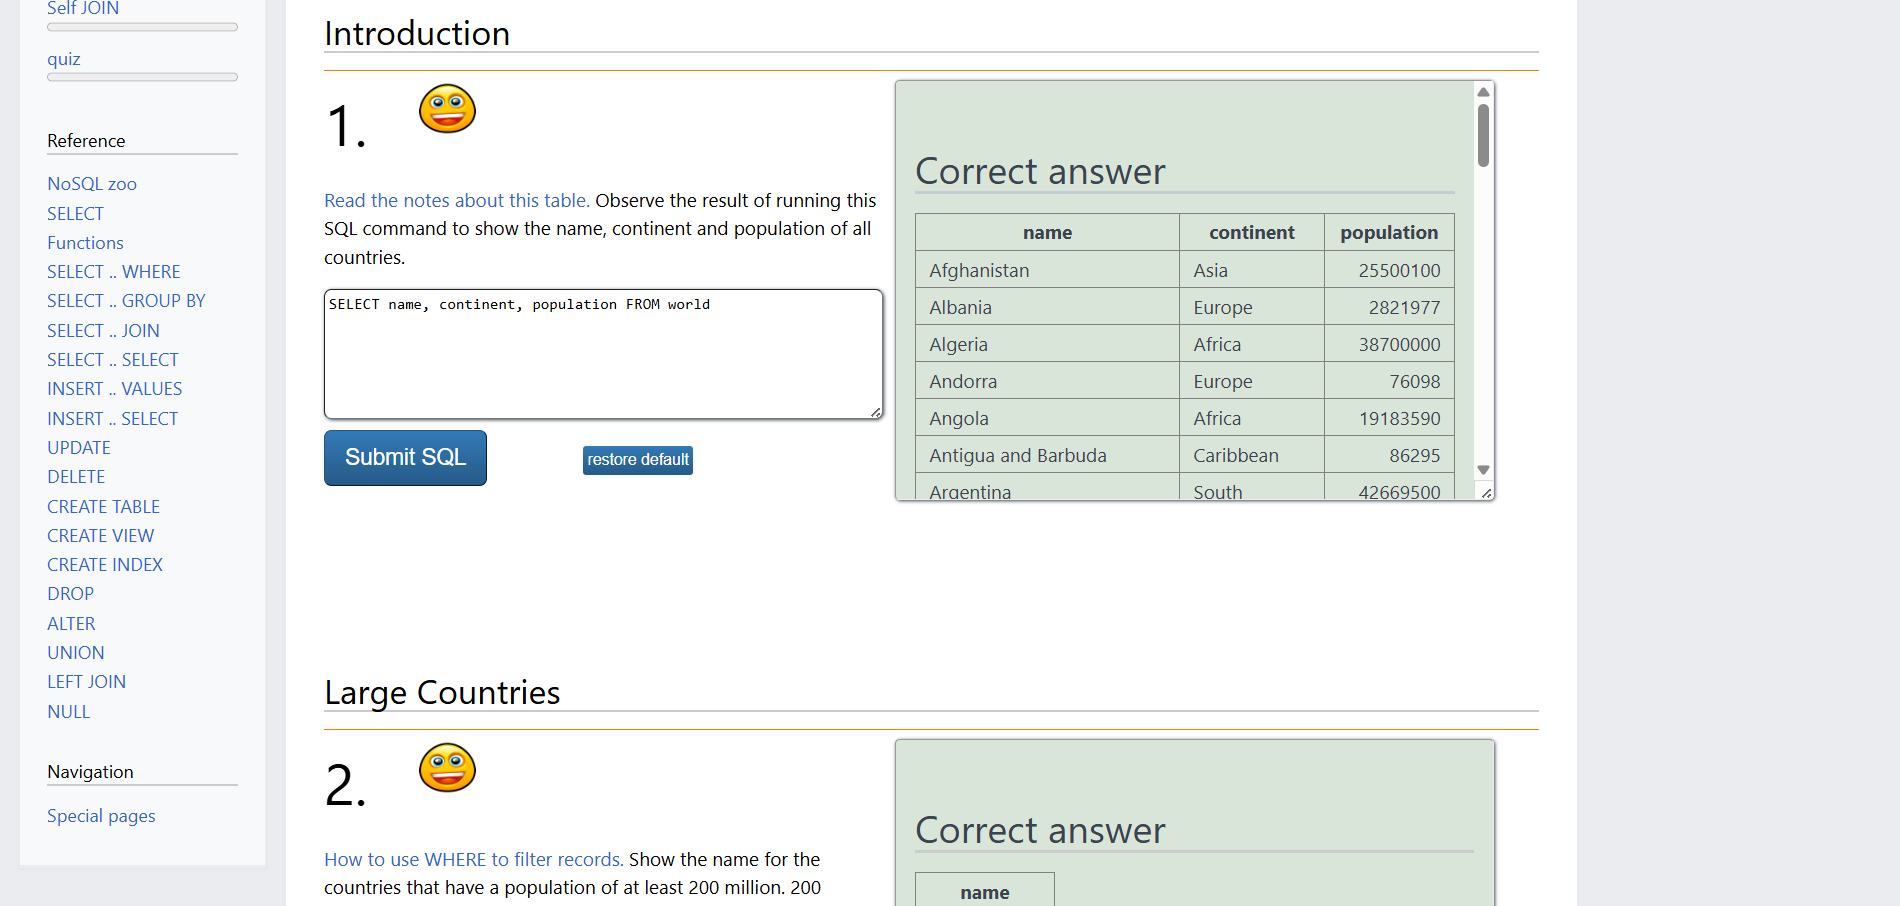 Self JOIN
quiz
Reference
NoSQL zoo
SELECT
Functions
SELECT .. WHERE
SELECT .. GROUP BY
SELECT .. JOIN
SELECT .. SELECT
INSERT .. VALUES
INSERT .. SELECT
UPDATE
DELETE
CREATE TABLE
CREATE VIEW
CREATE INDEX
DROP
ALTER
UNION
LEFT JOIN
NULL
Navigation
Special pages
Introduction
1.
Read the notes about this table. Observe the result of running this
SQL command to show the name, continent and population of all
countries.
SELECT name, continent, population FROM world
Submit SQL
restore default
Correct answer
name continent population
Afghanistan Asia 25500100
Albania Europe 2821977
Algeria Africa 38700000
Andorra Europe 76098
Angola Africa 19183590
Antigua and Barbuda Caribbean 86295
Argentina South 42669500
Large Countries
2.
How to use WHERE to filter records. Show the name for the
countries that have a population of at least 200 million. 200
Correct answer
name